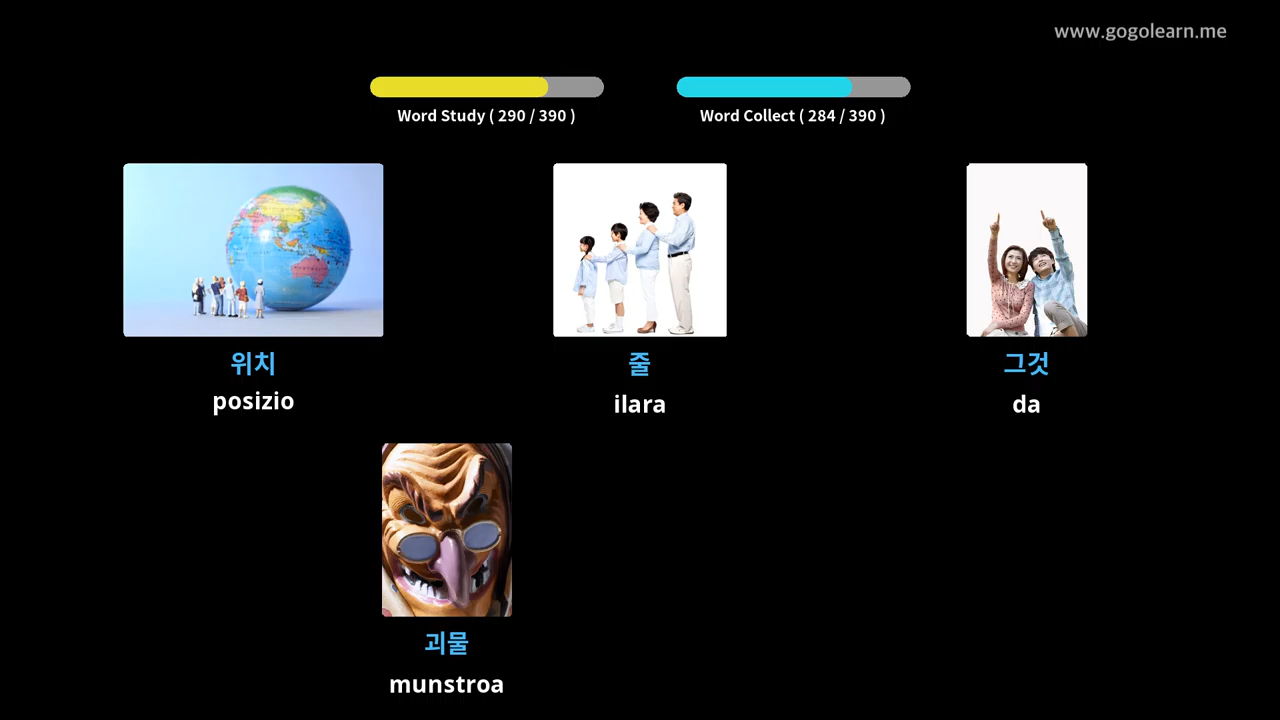 www.gogolearn.me
Word Study ( 290 / 390 )
Word Collect ( 284 / 390 )
위치
posizio
줄
ilara
그것
da
괴물
munstroa